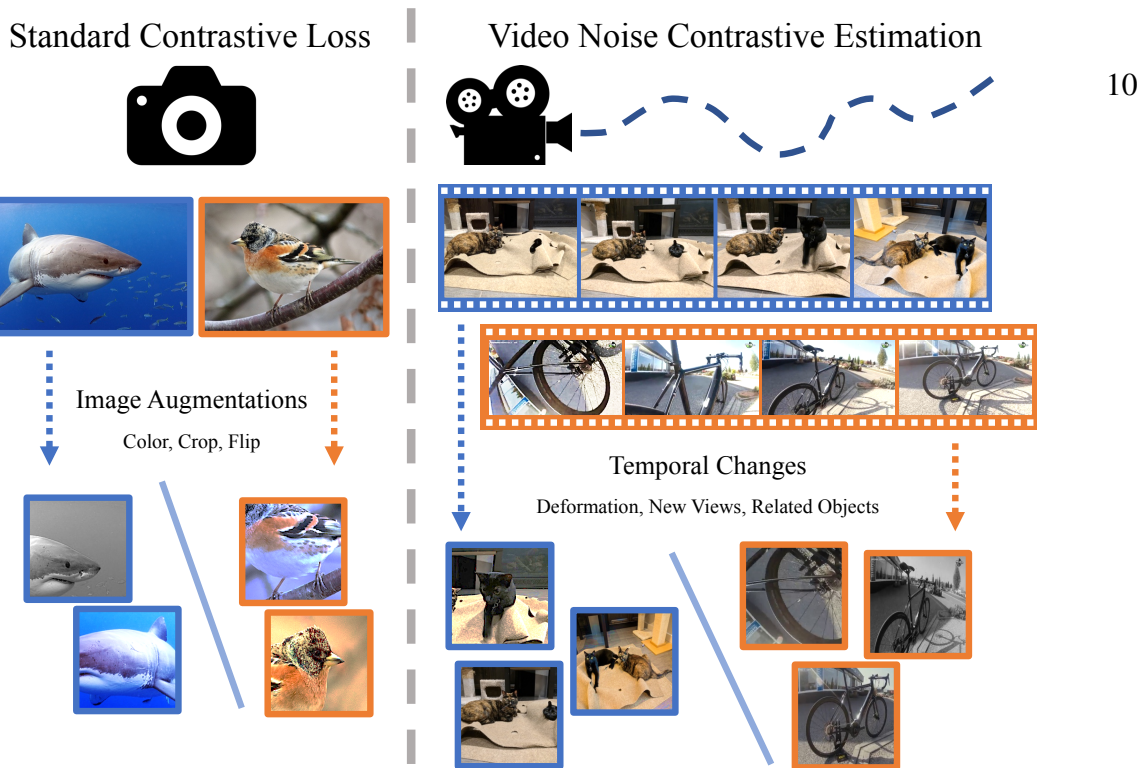 Standard Contrastive Loss
Video Noise Contrastive Estimation
10
Image Augmentations
Color, Crop, Flip
Temporal Changes
Deformation, New Views, Related Objects